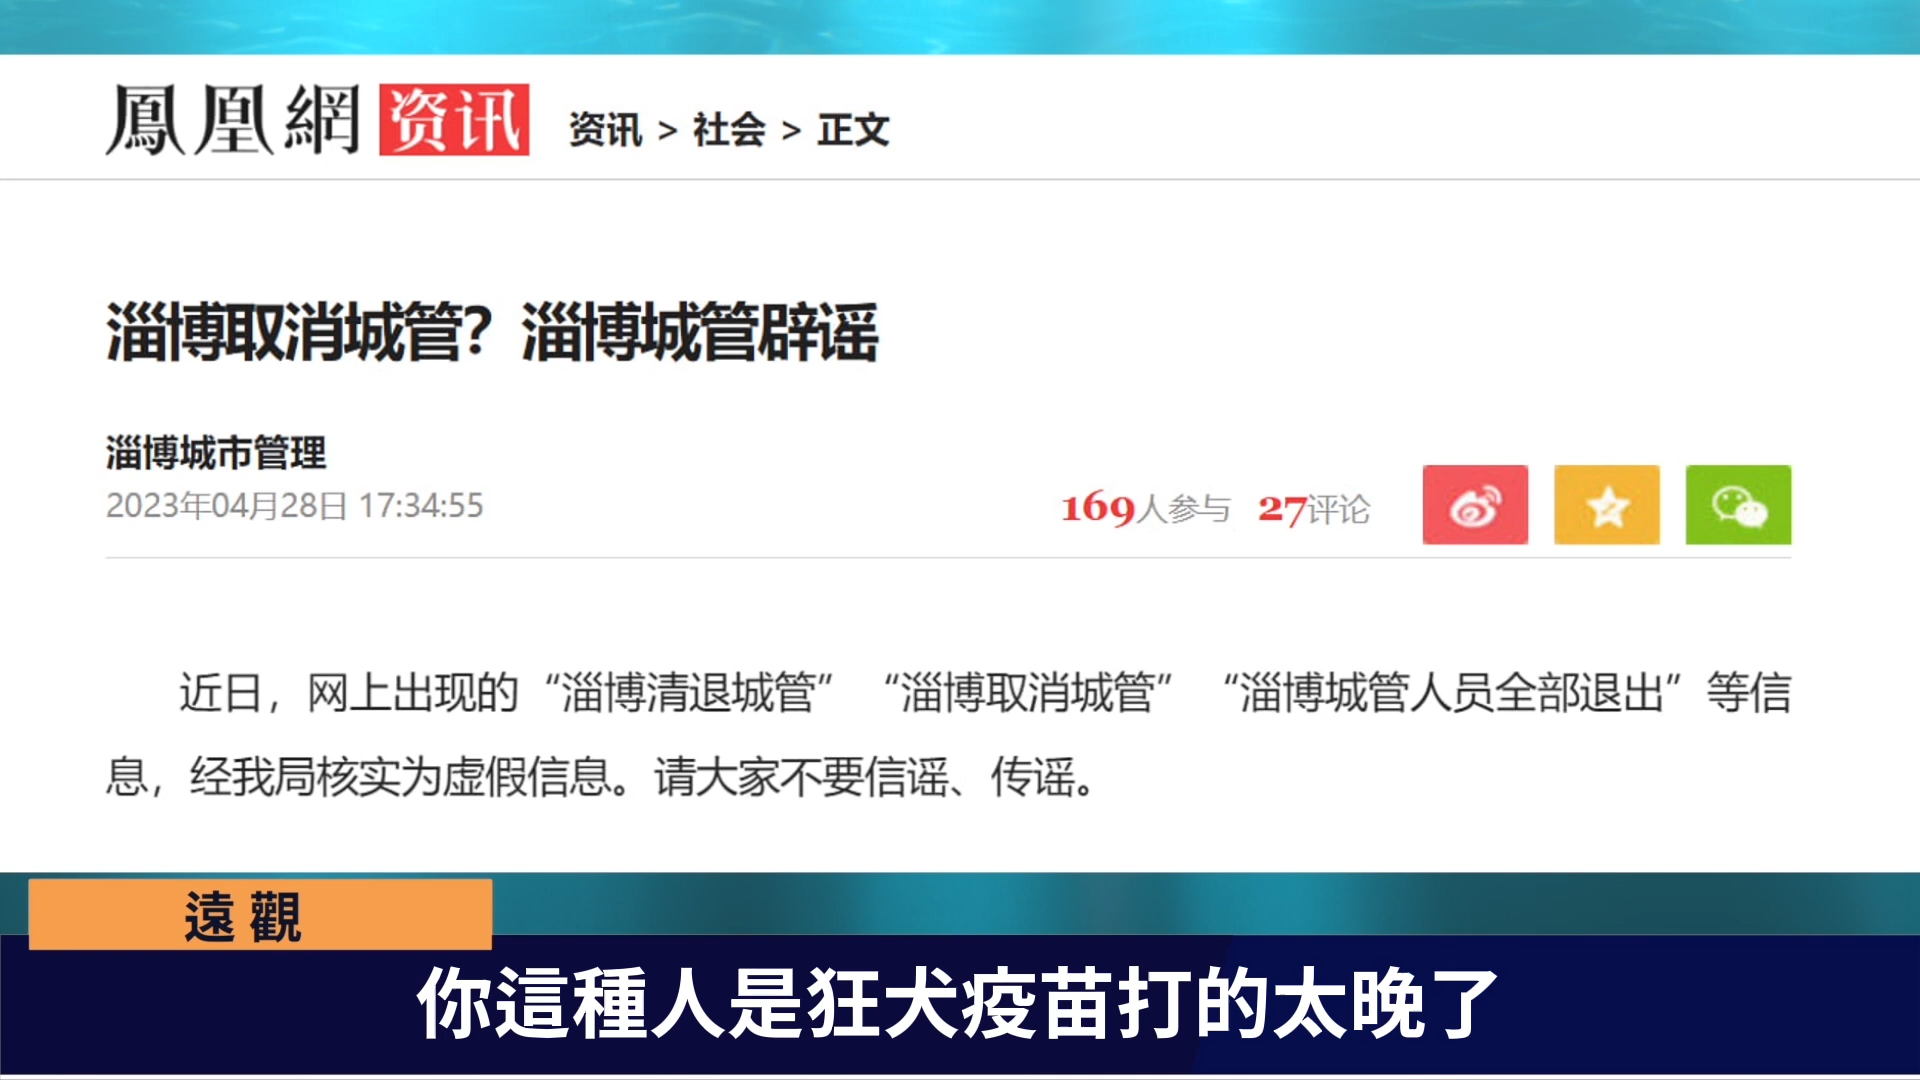 鳳凰網 资讯 资讯 > 社会 > 正文
淄博取消城管？淄博城管辟谣
淄博城市管理
2023年04月28日 17:34:55
169人参与 27评论
近日，网上出现的“淄博清退城管”“淄博取消城管”“淄博城管人员全部退出”等信
息，经我局核实为虚假信息。请大家不要信谣、传谣。
遠觀
你這種人是狂犬疫苗打的太晚了